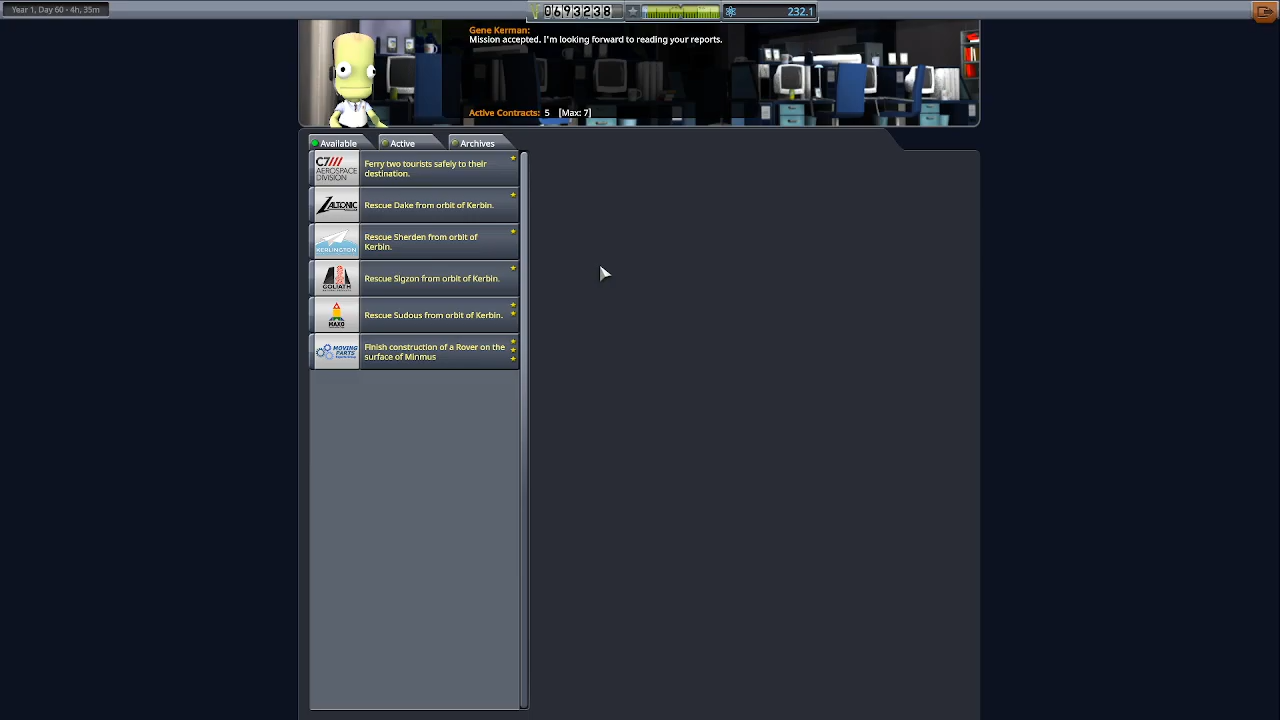 Year 1, Day 60 - 4h, 35m
0693238
232.1
Gene Kerman:
Mission accepted. I'm looking forward to reading your reports.
Active Contracts: 5 [Max: 7]
Available
Active
Archives
C7///
AEROSPACE
DIVISION
Ferry two tourists safely to their
destination.
ZALTONIC
Rescue Dake from orbit of Kerbin.
KERLINGTON
Rescue Sherden from orbit of
Kerbin.
GOLIATH
Rescue Sigzon from orbit of Kerbin.
MAXO
Rescue Sudous from orbit of Kerbin.
MOVING
PARTS
Finish construction of a Rover on the
surface of Minmus